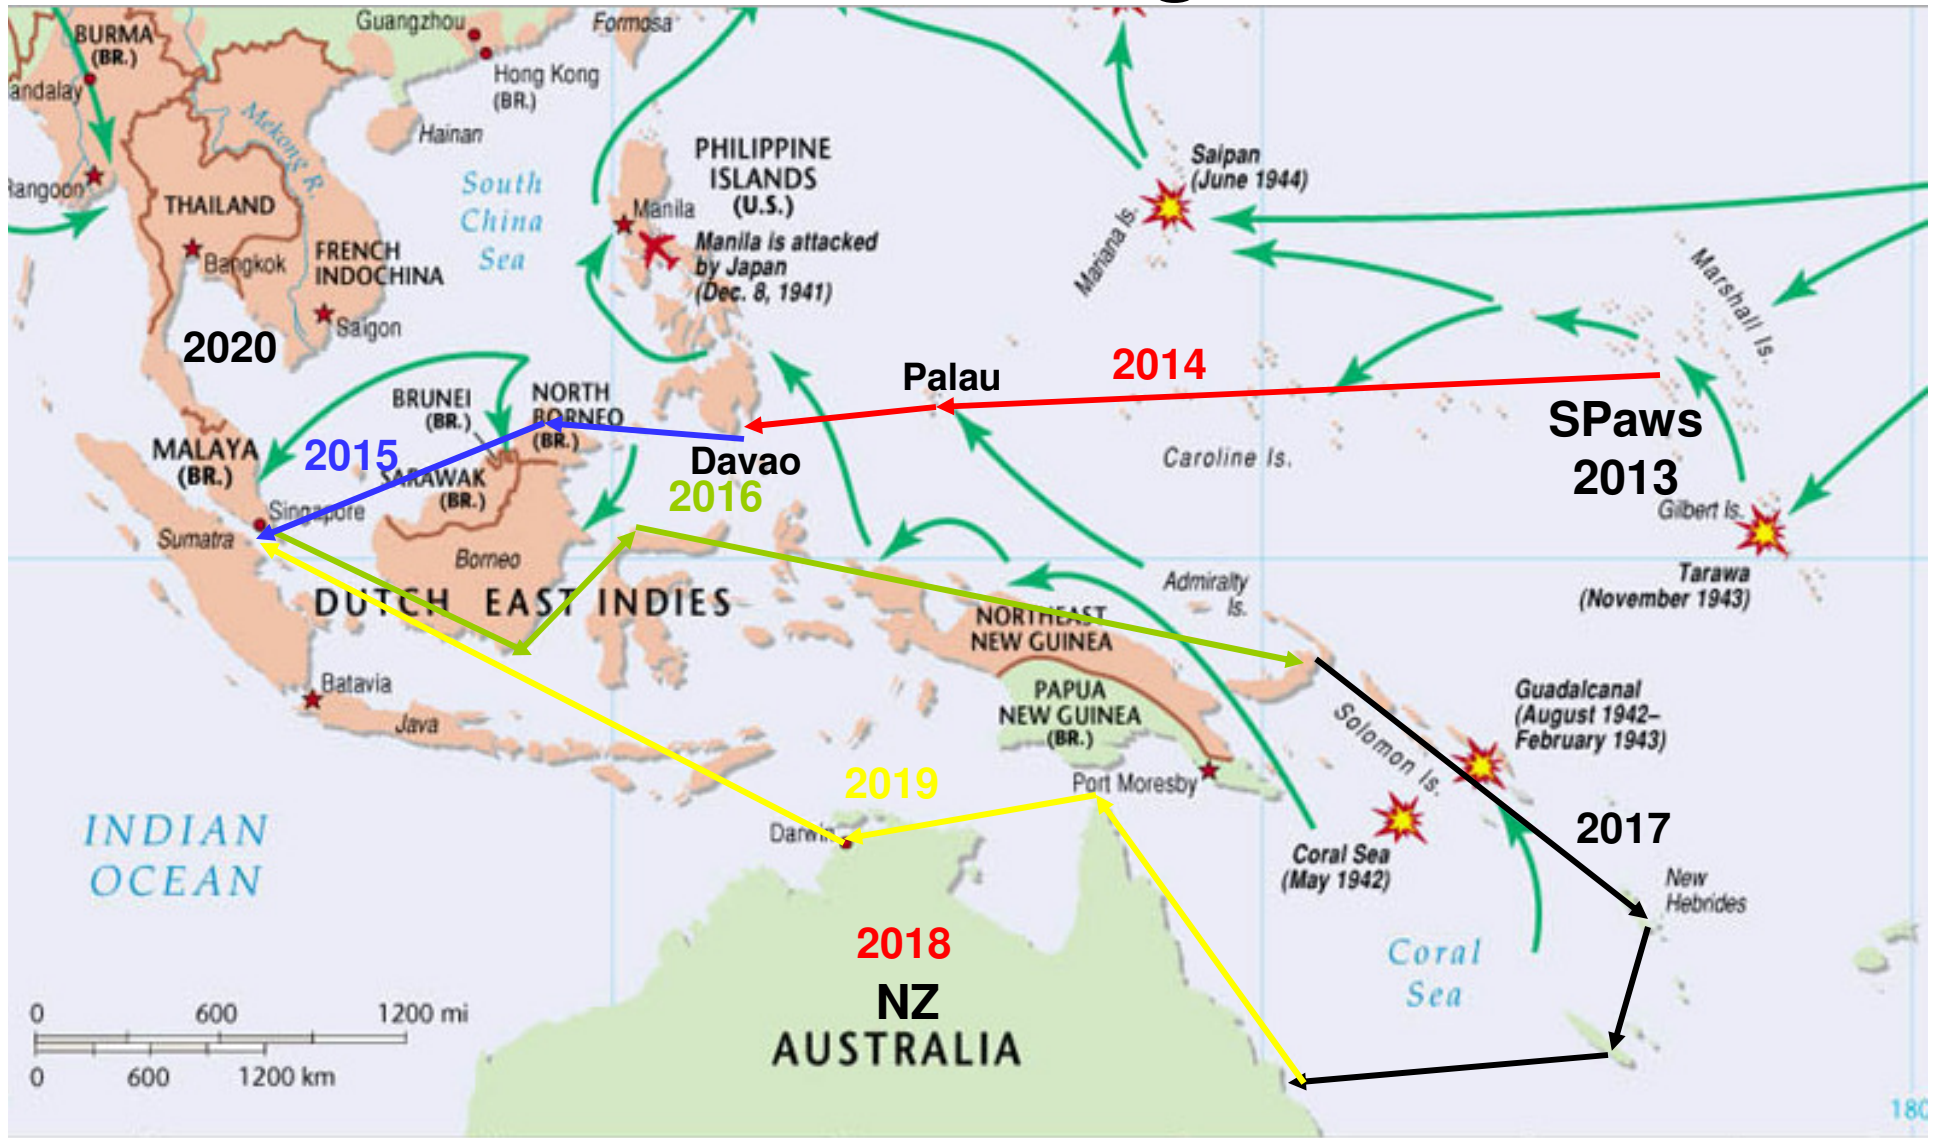 BURMA
(BR.)
Guangzhou
Formosa
Hong Kong
(BR.)
andalay
Mekong R.
Hainan
angoon
THAILAND
Bangkok
FRENCH
INDOCHINA
Saigon
2020
South
China
Sea
PHILIPPINE
ISLANDS
(U.S.)
Manila
Manila is attacked
by Japan
(Dec. 8, 1941)
Saipan
(June 1944)
Mariana Is.
Marshall Is.
Palau
2014
SPaws
2013
Caroline Is.
Gilbert Is.
Tarawa
(November 1943)
BRUNEI
(BR.)
NORTH
BORNEO
(BR.)
MALAYA
(BR.)
2015
SARAWAK
(BR.)
Davao
2016
Singapore
Sumatra
Borneo
DUTCH EAST INDIES
Admiralty
Is.
NORTHEAST
NEW GUINEA
PAPUA
NEW GUINEA
(BR.)
Batavia
Java
Port Moresby
Solomon Is.
Guadalcanal
(August 1942–
February 1943)
2019
Darwin
Coral Sea
(May 1942)
2017
New
Hebrides
INDIAN
OCEAN
2018
NZ
AUSTRALIA
Coral
Sea
0 600 1200 mi
0 600 1200 km
180